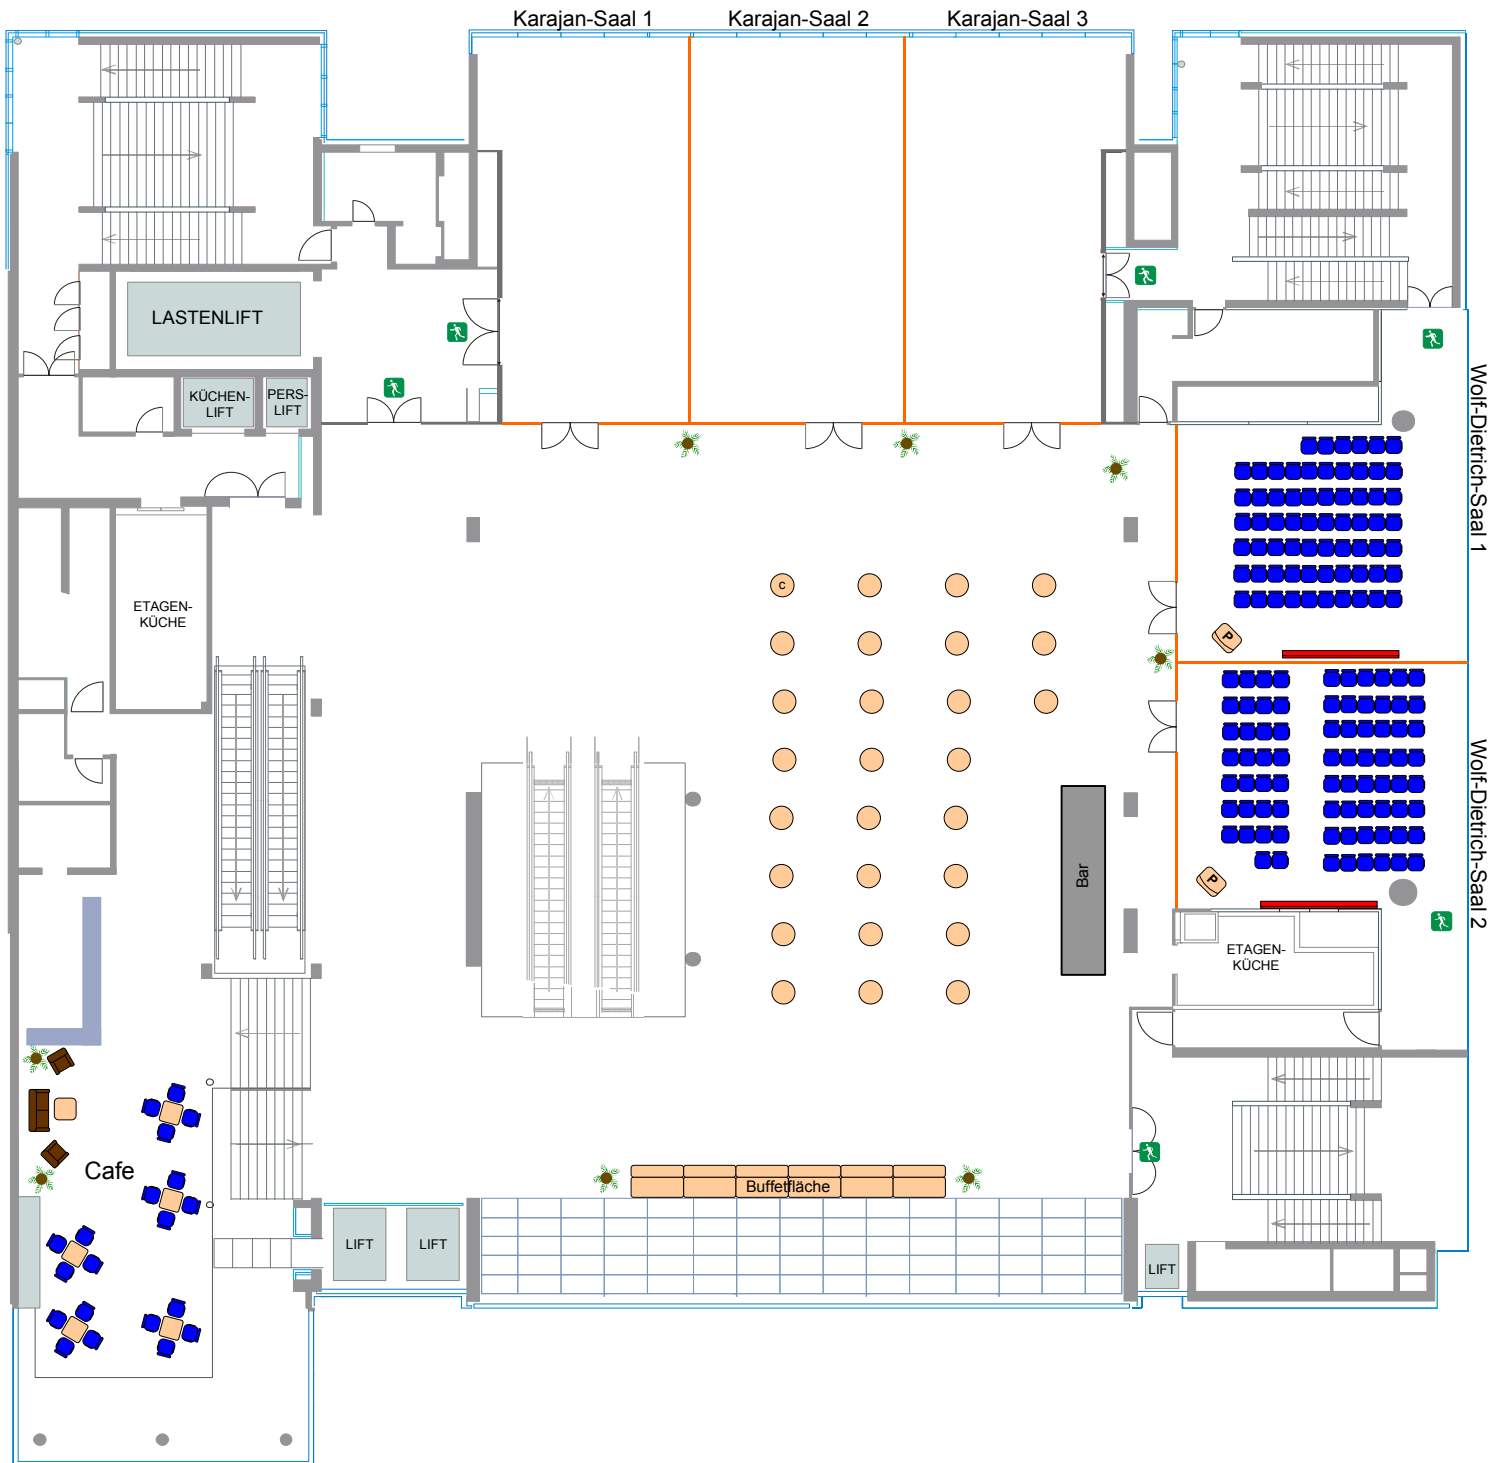 Karajan-Saal 1
Karajan-Saal 2
Karajan-Saal 3
LASTENLIFT
KÜCHEN-
LIFT
PERS-
LIFT
Wolf-Dietrich-Saal 1
ETAGEN-
KÜCHE
C
P
Wolf-Dietrich-Saal 2
Bar
P
ETAGEN-
KÜCHE
Cafe
Buffetfläche
LIFT
LIFT
LIFT